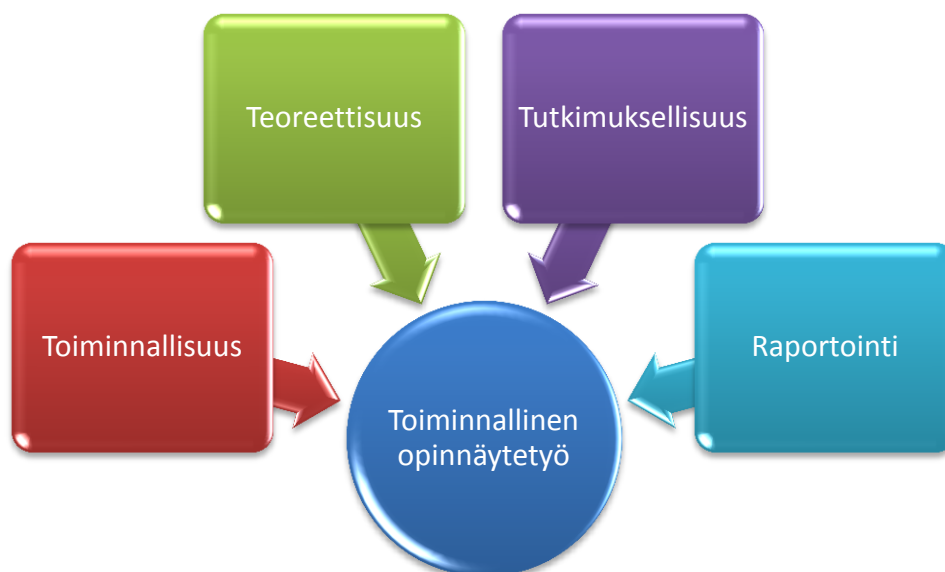 Teoreettisuus
Tutkimuksellisuus
Toiminnallisuus
Raportointi
Toiminnallinen
opinnäytetyö